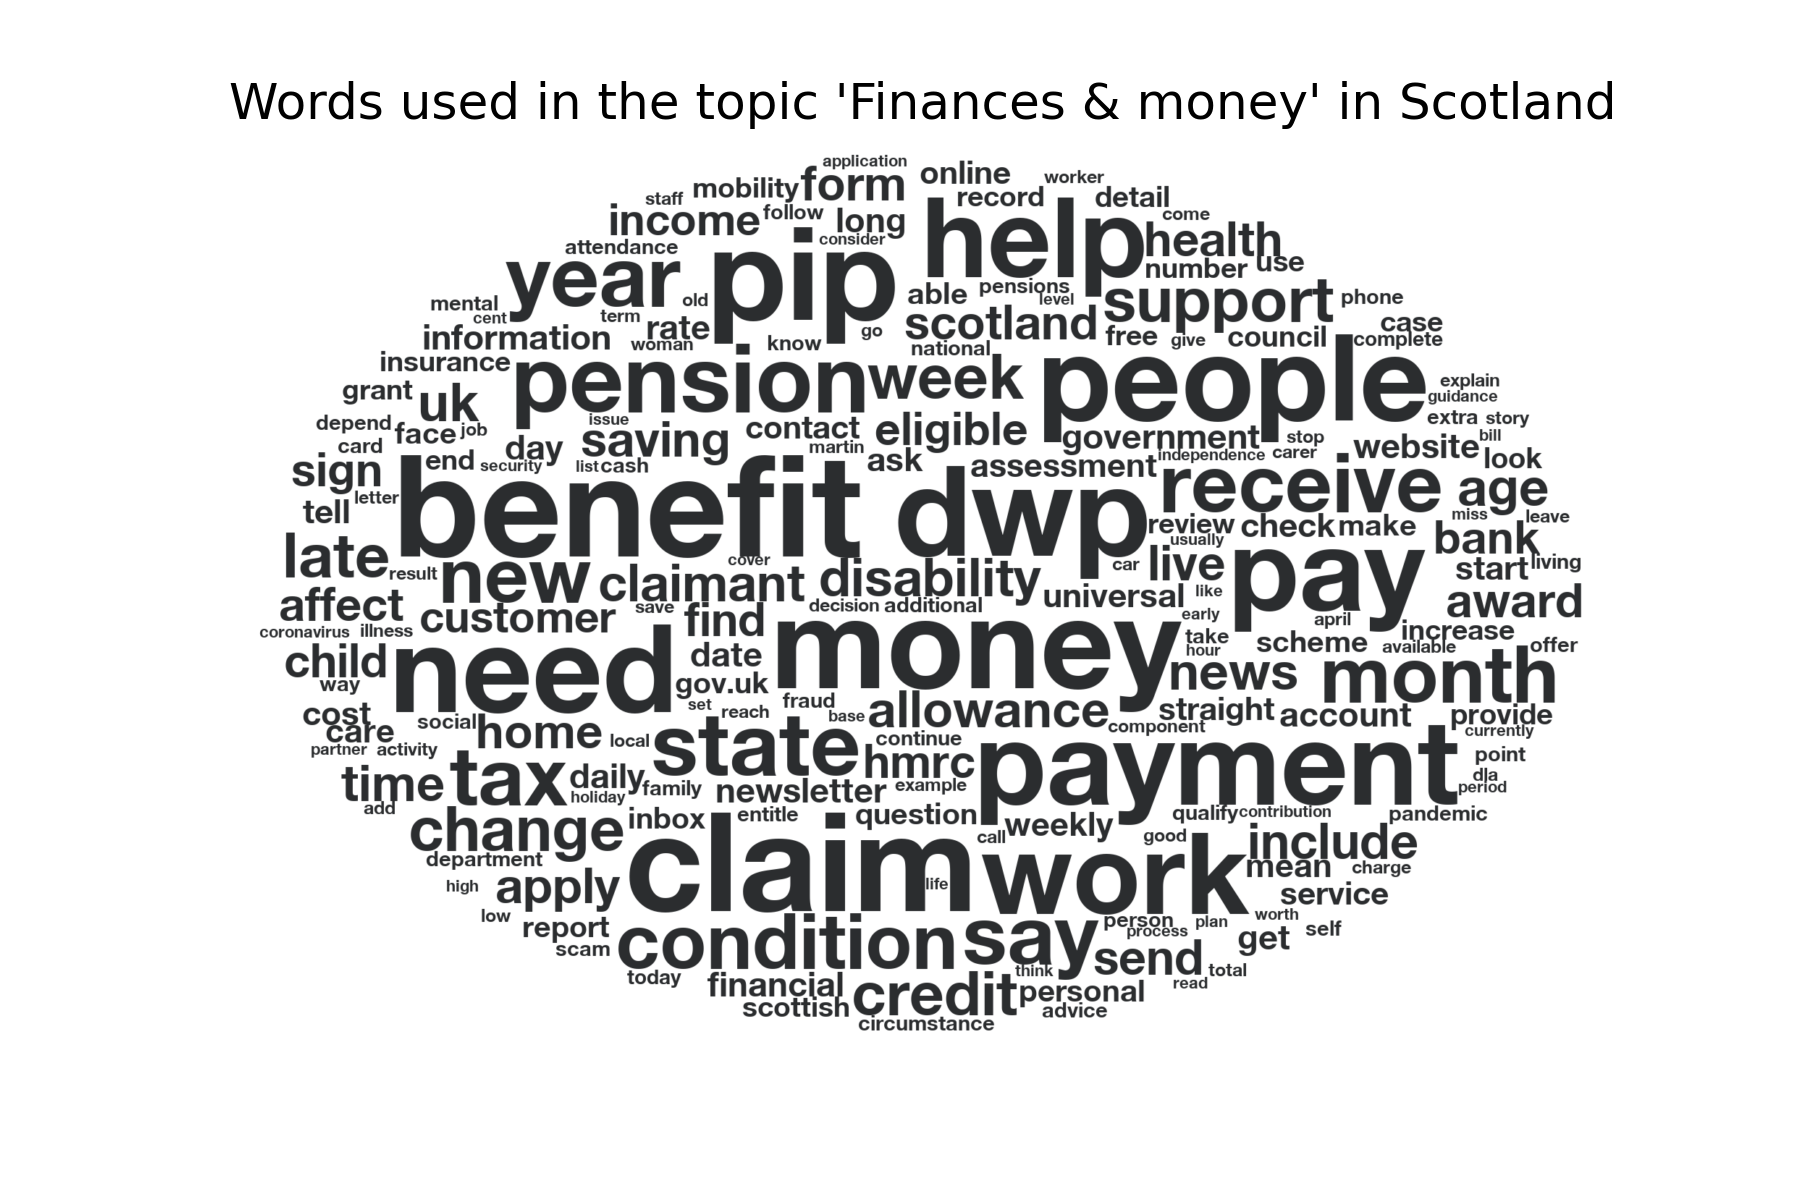 Words used in the topic 'Finances & money' in Scotland
application
staff mobility form online worker
record detail
income follow long help come
attendance consider health
year pip number use
mental old able pensions level support phone
cent term
information rate go scotland free give council case
woman know national complete
insurance pension week people explain
grant uk guidance
depend issue extra story
face job saving contact eligible government stop bill
card day martin website
sign end security list cash ask assessment independence carer look
benefit dwp receive age
letter
tell review check make miss leave
usually bank
late result new cover claimant disability car live pay start living
affect customer save find decision additional universal like early award
coronavirus illness april increase
child need date money take hour scheme available offer
way gov.uk news month
cost set reach fraud base allowance straight account provide
care social home local state continue component currently
partner activity hmrc payment point
time tax daily family newsletter example dla
add holiday period
change inbox entitle question weekly qualify contribution pandemic
department claim call work good include
high apply life mean charge
service
low report condition say person plan worth self
scam process get
today financial think send total
scottish credit personal read
circumstance advice